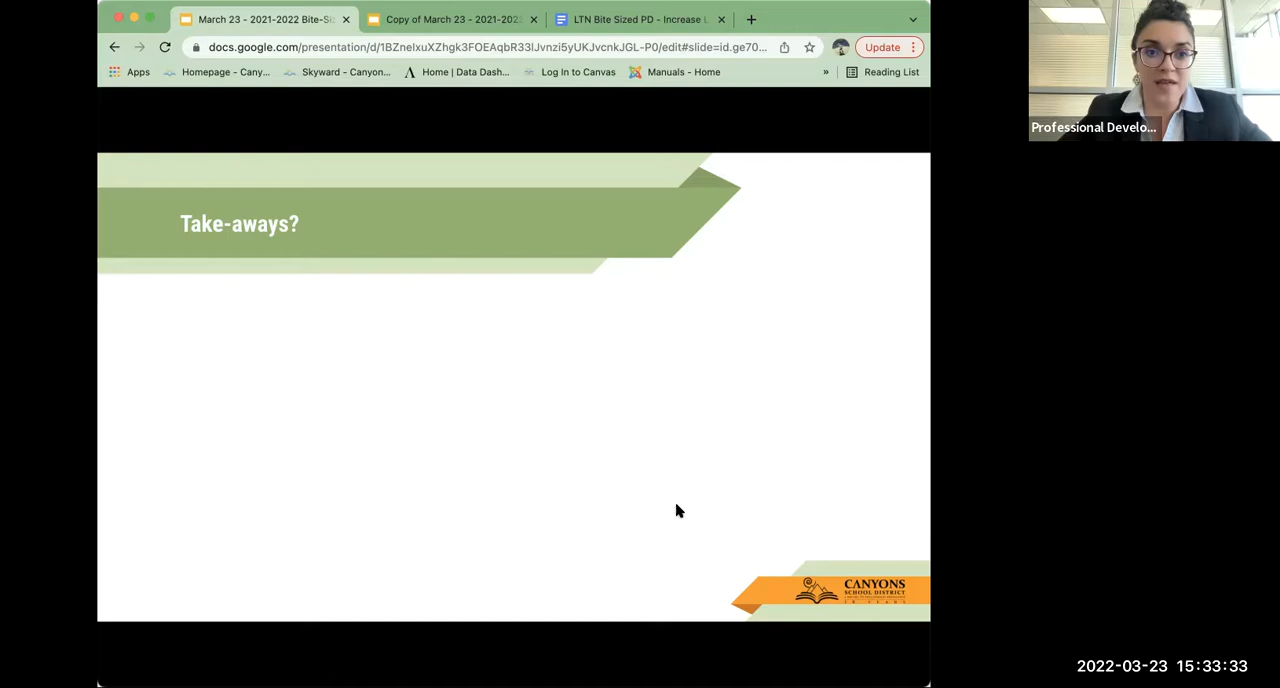 March 23 - 2021-2022 Bite-Si
Copy of March 23 - 2021-202
LTN Bite Sized PD - Increase L
docs.google.com/presentation/d/1BZnelxuXZhgk3FOEAqbR33lJvnzi5yUKJvcnkJGL-P0/edit#slide=id.ge70...
Update
Apps
Homepage - Cany...
Skyward - Canyon...
Home | Data Dash...
Log In to Canvas
Manuals - Home
»
Reading List
Professional Develo...
Take-aways?
CANYONS
SCHOOL DISTRICT
2022-03-23 15:33:33